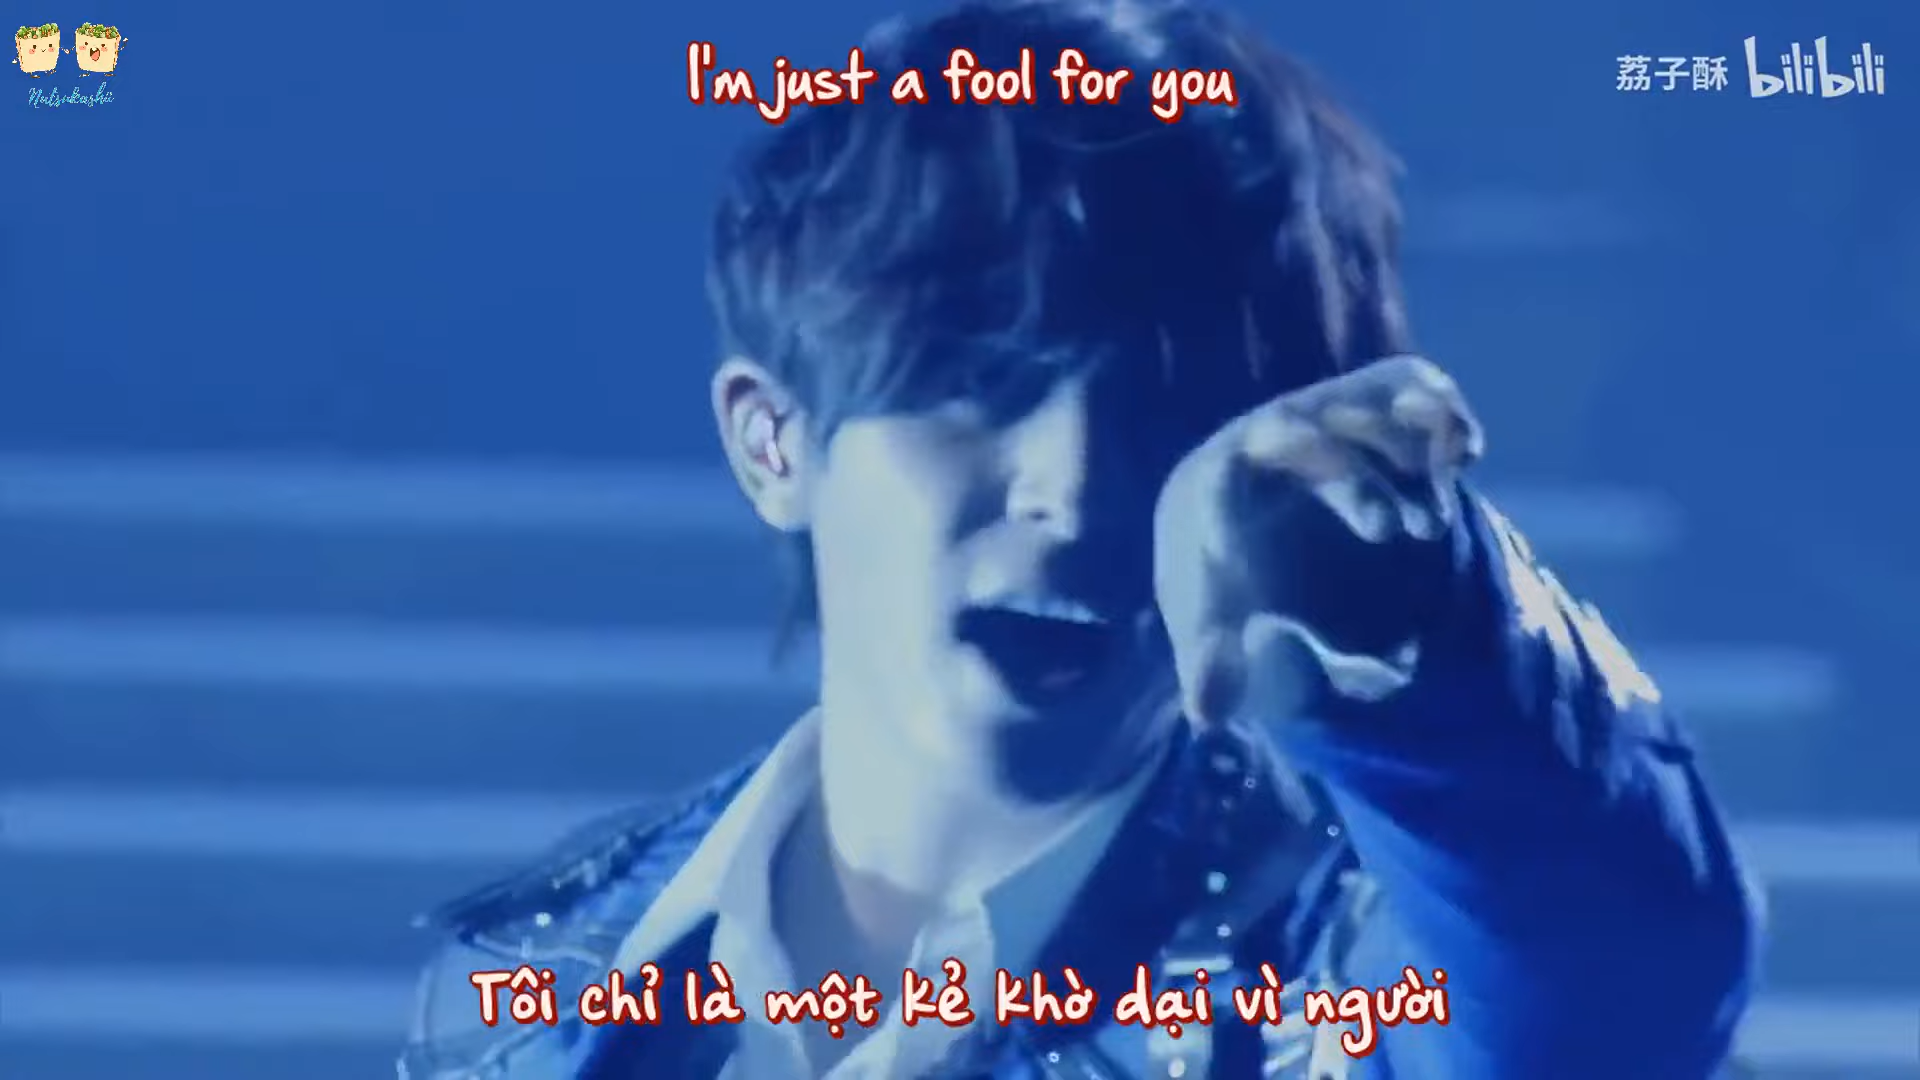 I'm just a fool for you
荔子酥 bilibili
Natsukashii
Tôi chỉ là một kẻ khờ dại vì người